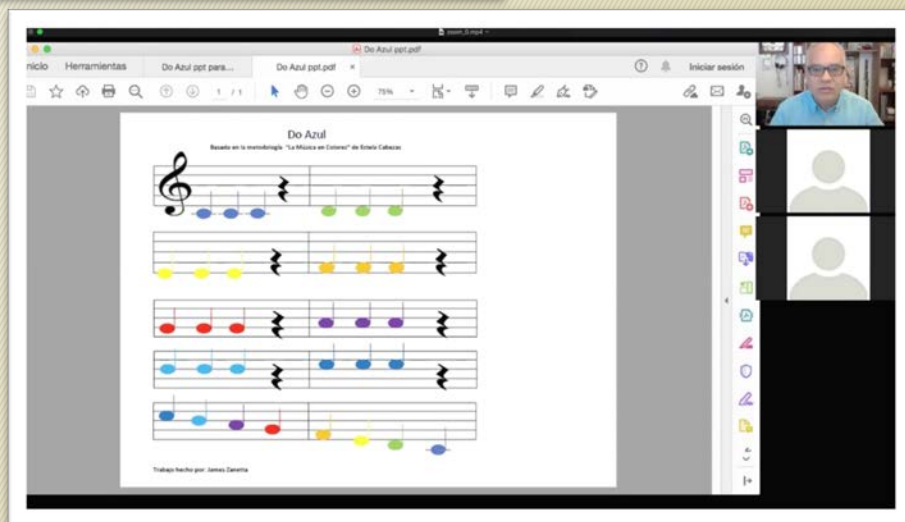 zoom_0.mp4
Do Azul ppt.pdf
nicio Herramientas Do Azul ppt para... Do Azul ppt.pdf × Iniciar sesión
1 / 1 75%
Do Azul
Basado en la metodología "La Música en Colores" de Estela Cabezas
Trabajo hecho por: James Zanetta